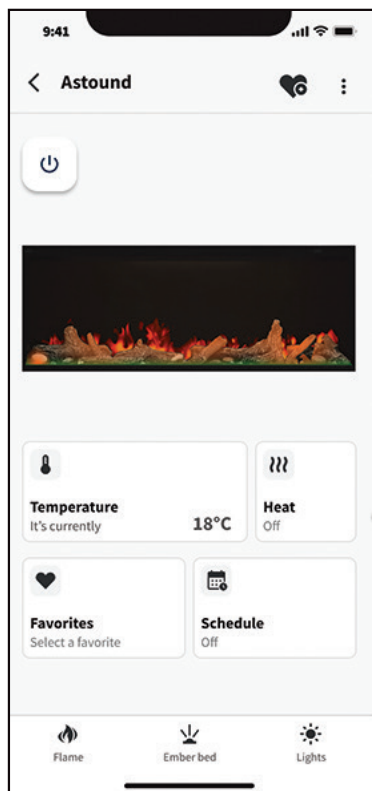 9:41
Astound
Temperature
It's currently
18°C
Heat
Off
Favorites
Select a favorite
Schedule
Off
Flame
Ember bed
Lights